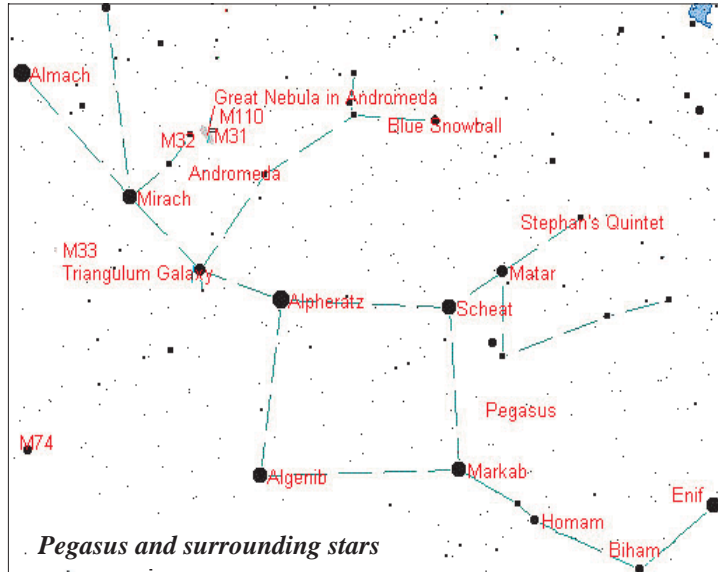 Almach
Great Nebula in Andromeda
M110
Blue Snowball
M32 M31
Andromeda
Mirach
Stephan's Quintet
M33
Triangulum Galaxy
Matar
Alpheratz
Scheat
Pegasus
M74
Algenib
Markab
Enif
Homam
Biham
Pegasus and surrounding stars